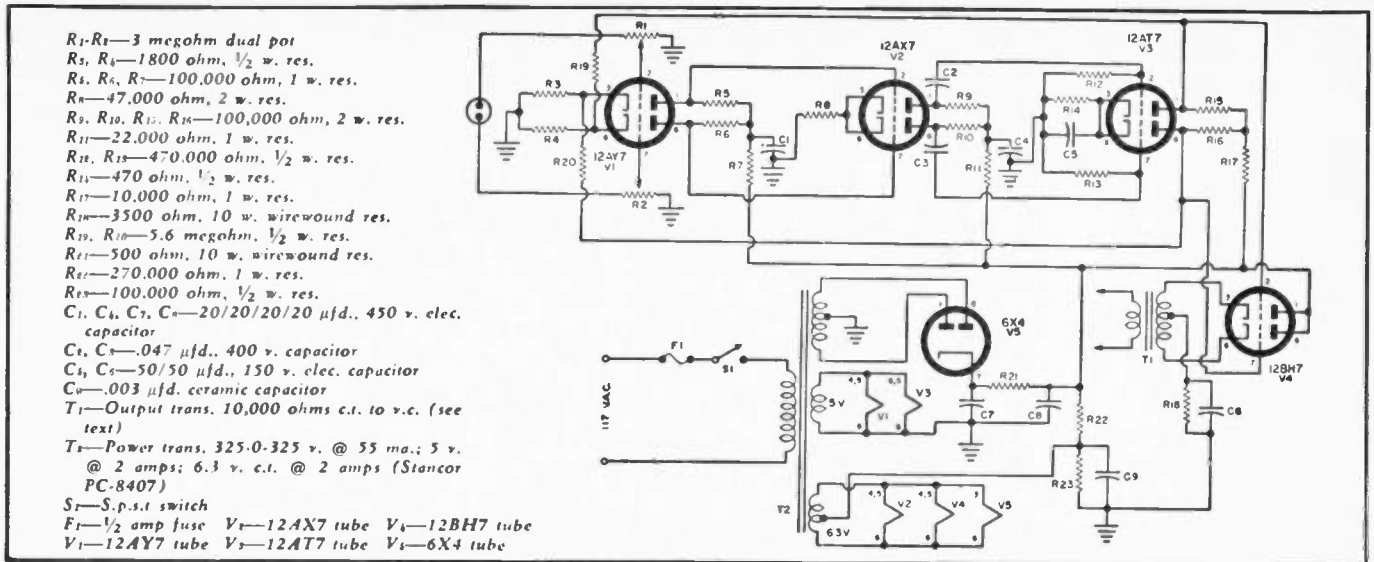 R1-R2—3 megohm dual pot
R3, R4—1800 ohm, 1/2 w. res.
R5, R6, R7—100,000 ohm, 1 w. res.
R8—47,000 ohm, 2 w. res.
R9, R10, R15, R16—100,000 ohm, 2 w. res.
R11—22,000 ohm, 1 w. res.
R12, R13—470,000 ohm, 1/2 w. res.
R14—470 ohm, 1/2 w. res.
R17—10,000 ohm, 1 w. res.
R18—3500 ohm, 10 w. wirewound res.
R19, R20—5.6 megohm, 1/2 w. res.
R21—500 ohm, 10 w. wirewound res.
R22—270,000 ohm, 1 w. res.
R23—100,000 ohm, 1/2 w. res.
C1, C6, C7, C8—20/20/20/20 µfd., 450 v. elec.
capacitor
C2, C3—.047 µfd., 400 v. capacitor
C4, C5—50/50 µfd., 150 v. elec. capacitor
C9—.003 µfd. ceramic capacitor
T1—Output trans. 10,000 ohms c.t. to v.c. (see
text)
T2—Power trans. 325-0-325 v. @ 55 ma.; 5 v.
@ 2 amps; 6.3 v. c.t. @ 2 amps (Stancor
PC-8407)
S1—S.p.s.t switch
F1—1/2 amp fuse V2—12AX7 tube V4—12BH7 tube
V1—12AY7 tube V3—12AT7 tube V5—6X4 tube
R1
R19
R3
R4
R20
12AY7
V1
R2
R5
R6
R7
C1
R8
12AX7
V2
C2
C3
R9
R10
R11
C4
R12
R14
C5
R13
12AT7
V3
R15
R16
R17
117 VAC
F1
S1
T2
5V
V1
V3
6X4
V5
R21
C7
C8
R22
R23
C9
6.3V
V2
V4
V5
T1
R18
C6
12BH7
V4